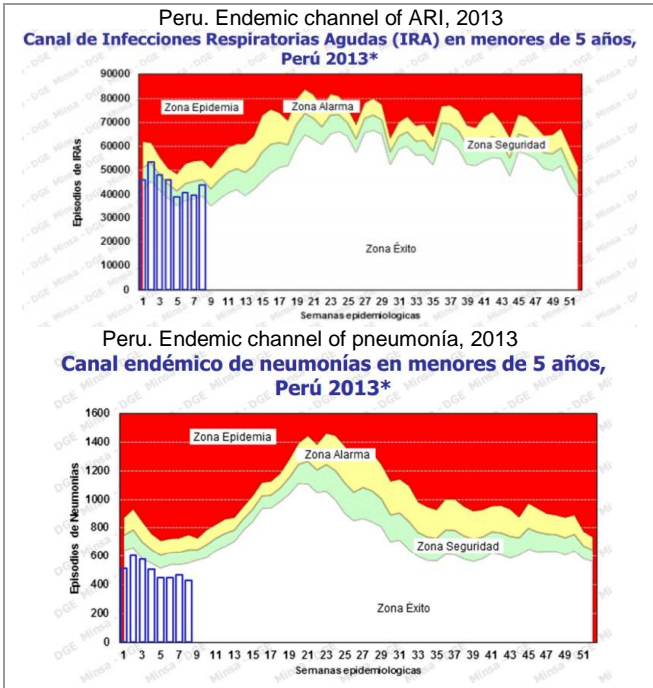 Peru. Endemic channel of ARI, 2013
Canal de Infecciones Respiratorias Agudas (IRA) en menores de 5 años,
Perú 2013*
90000
80000
70000
60000
50000
40000
30000
20000
10000
0
Episodios de IRAs
Zona Epidemia
Zona Alarma
Zona Seguridad
Zona Éxito
1 3 5 7 9 11 13 15 17 19 21 23 25 27 29 31 33 35 37 39 41 43 45 47 49 51
Semanas epidemiologicas
Peru. Endemic channel of pneumonía, 2013
Canal endémico de neumonías en menores de 5 años,
Perú 2013*
1600
1400
1200
1000
800
600
400
200
0
Episodios de Neumonías
Zona Epidemia
Zona Alarma
Zona Seguridad
Zona Éxito
1 3 5 7 9 11 13 15 17 19 21 23 25 27 29 31 33 35 37 39 41 43 45 47 49 51
Semanas epidemiologicas